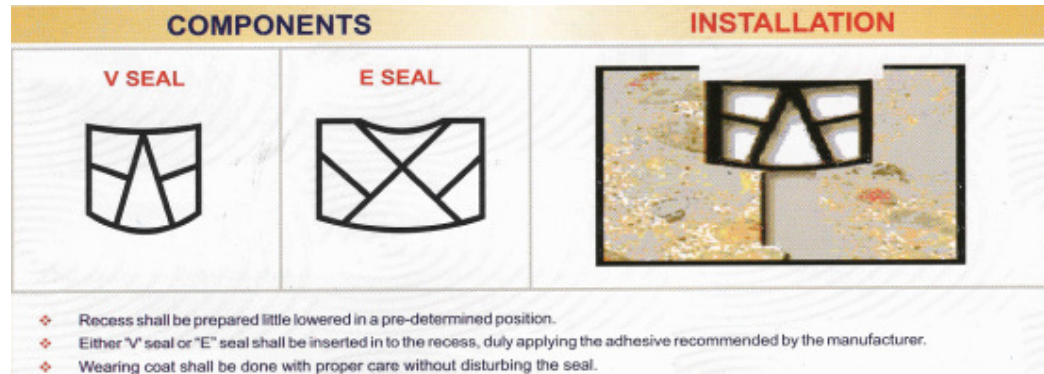 COMPONENTS
INSTALLATION
V SEAL
E SEAL
Recess shall be prepared little lowered in a pre-determined position.
Either "V" seal or "E" seal shall be inserted in to the recess, duly applying the adhesive recommended by the manufacturer.
Wearing coat shall be done with proper care without disturbing the seal.